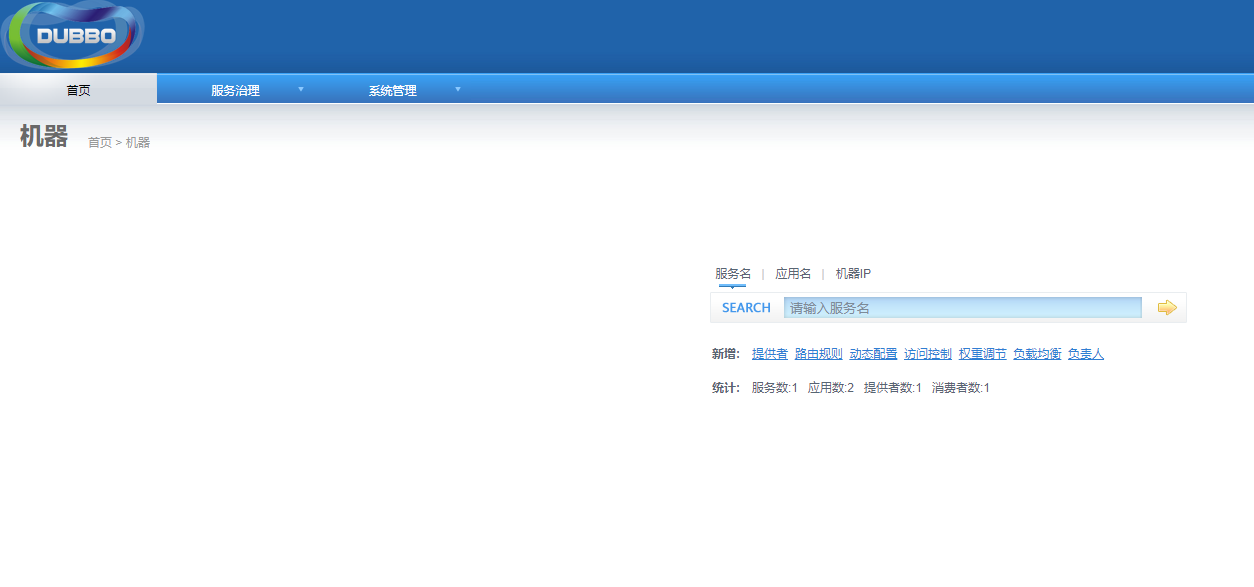 DUBBO
首页 服务治理 系统管理
机器 首页 > 机器
服务名 | 应用名 | 机器IP
SEARCH 请输入服务名
新增: 提供者 路由规则 动态配置 访问控制 权重调节 负载均衡 负责人
统计: 服务数:1 应用数:2 提供者数:1 消费者数:1